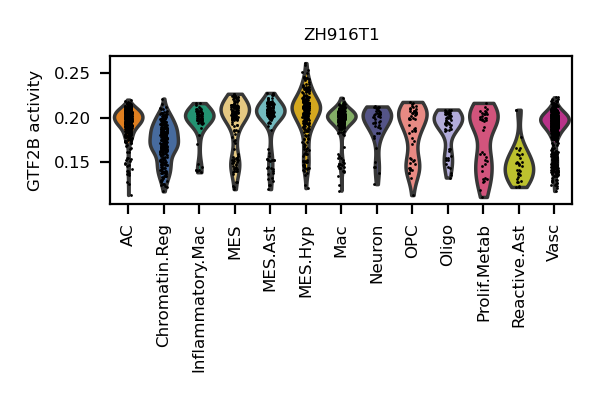 ZH916T1
GTF2B activity
0.25
0.20
0.15
AC
Chromatin.Reg
Inflammatory.Mac
MES
MES.Ast
MES.Hyp
Mac
Neuron
OPC
Oligo
Prolif.Metab
Reactive.Ast
Vasc